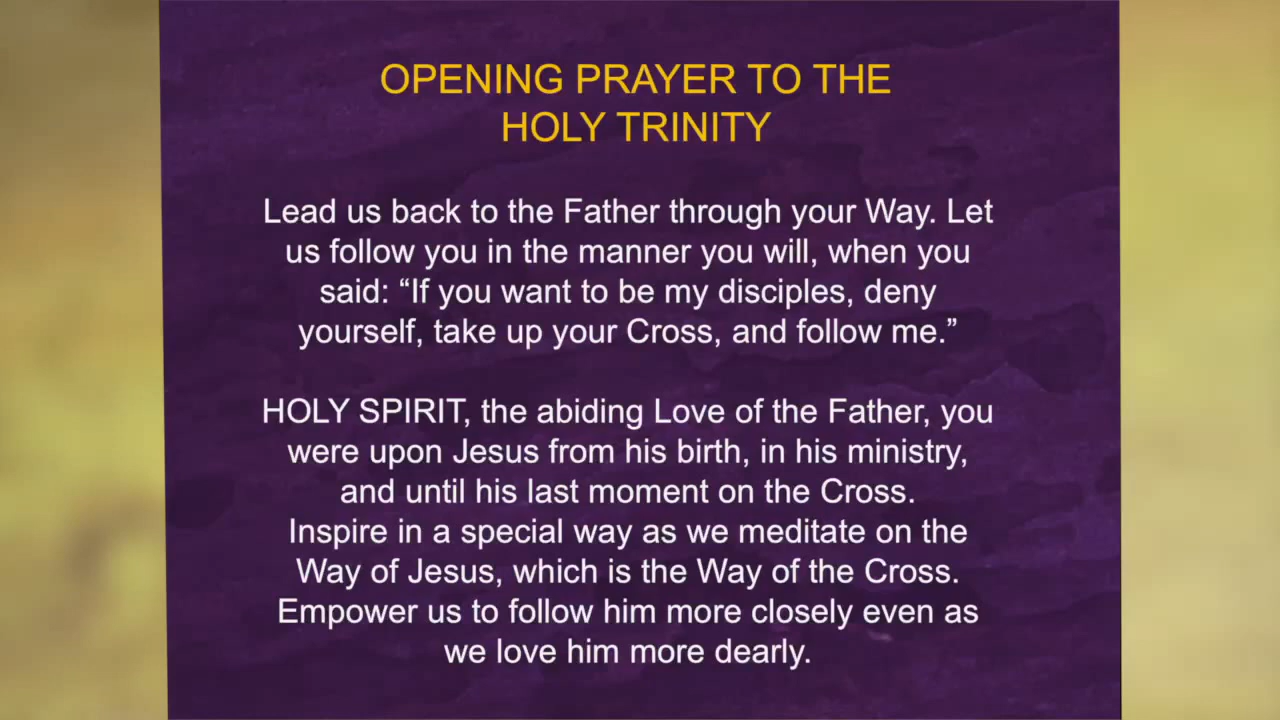 OPENING PRAYER TO THE
HOLY TRINITY
Lead us back to the Father through your Way. Let
us follow you in the manner you will, when you
said: “If you want to be my disciples, deny
yourself, take up your Cross, and follow me.”
HOLY SPIRIT, the abiding Love of the Father, you
were upon Jesus from his birth, in his ministry,
and until his last moment on the Cross.
Inspire in a special way as we meditate on the
Way of Jesus, which is the Way of the Cross.
Empower us to follow him more closely even as
we love him more dearly.